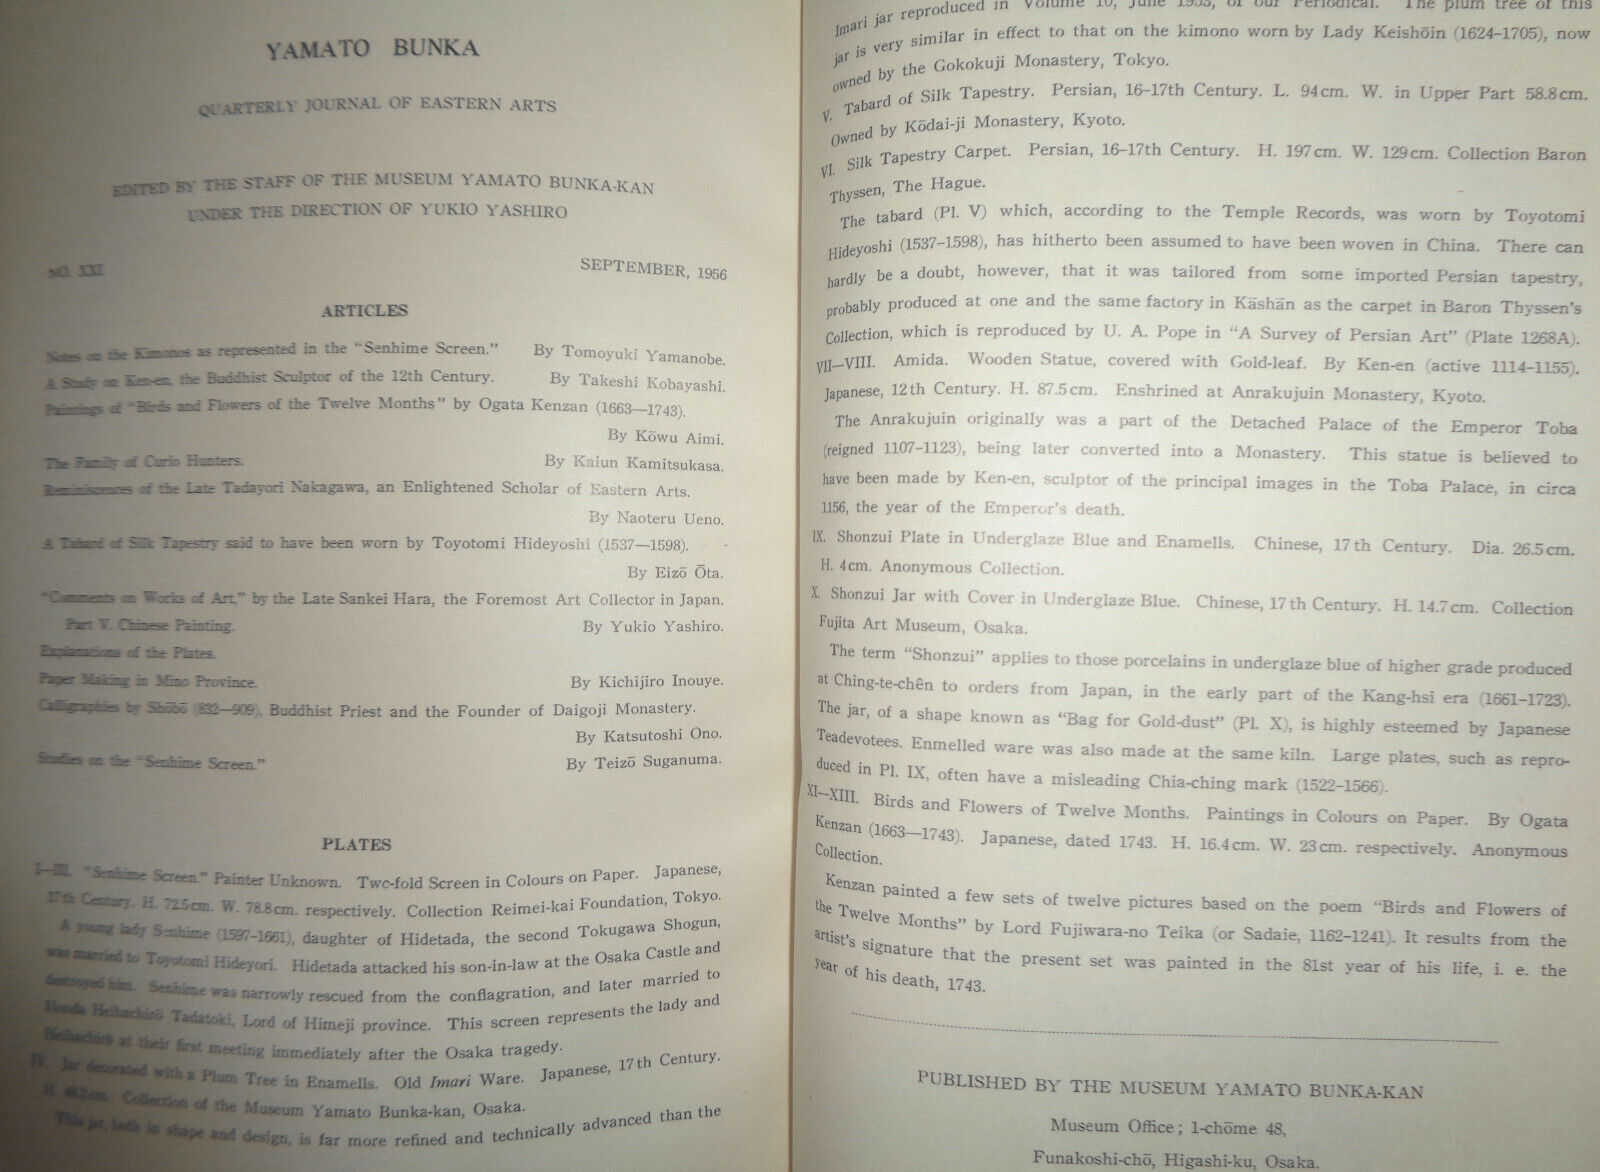 YAMATO BUNKA
QUARTERLY JOURNAL OF EASTERN ARTS
EDITED BY THE STAFF OF THE MUSEUM YAMATO BUNKA-KAN
UNDER THE DIRECTION OF YUKIO YASHIRO
NO. XXI SEPTEMBER, 1956
ARTICLES
Notes on the Kimonos as represented in the “Senhime Screen.” By Tomoyuki Yamanobe.
A Study on Ken-en, the Buddhist Sculptor of the 12th Century. By Takeshi Kobayashi.
Paintings of “Birds and Flowers of the Twelve Months” by Ogata Kenzan (1663—1743).
By Kōwu Aimi.
The Family of Curio Hunters. By Kaiun Kamitsukasa.
Reminiscences of the Late Tadayori Nakagawa, an Enlightened Scholar of Eastern Arts.
By Naoteru Ueno.
A Tabard of Silk Tapestry said to have been worn by Toyotomi Hideyoshi (1537—1598).
By Eizō Ōta.
“Comments on Works of Art,” by the Late Sankei Hara, the Foremost Art Collector in Japan.
Part V. Chinese Painting. By Yukio Yashiro.
Explanations of the Plates.
Paper Making in Mino Province. By Kichijiro Inouye.
Calligraphies by Shōbō (832—909), Buddhist Priest and the Founder of Daigoji Monastery.
By Katsutoshi Ono.
Studies on the “Senhime Screen.” By Teizō Suganuma.
PLATES
I—III. “Senhime Screen.” Painter Unknown. Two-fold Screen in Colours on Paper. Japanese,
17th Century. H. 72.5cm. W. 78.8cm. respectively. Collection Reimei-kai Foundation, Tokyo.
A young lady Senhime (1597-1661), daughter of Hidetada, the second Tokugawa Shogun,
was married to Toyotomi Hideyori. Hidetada attacked his son-in-law at the Osaka Castle and
destroyed him. Senhime was narrowly rescued from the conflagration, and later married to
Honda Heihachirō Tadatoki, Lord of Himeji province. This screen represents the lady and
Heihachirō at their first meeting immediately after the Osaka tragedy.
IV. Jar decorated with a Plum Tree in Enamells. Old Imari Ware. Japanese, 17th Century.
H. 48.2cm. Collection of the Museum Yamato Bunka-kan, Osaka.
This jar, both in shape and design, is far more refined and technically advanced than the
Imari jar reproduced in Volume 10, June 1953, of our Periodical. The plum tree of this
jar is very similar in effect to that on the kimono worn by Lady Keishōin (1624–1705), now
owned by the Gokokuji Monastery, Tokyo.
V. Tabard of Silk Tapestry. Persian, 16–17th Century. L. 94cm. W. in Upper Part 58.8cm.
Owned by Kōdai-ji Monastery, Kyoto.
VI. Silk Tapestry Carpet. Persian, 16–17th Century. H. 197cm. W. 129cm. Collection Baron
Thyssen, The Hague.
The tabard (Pl. V) which, according to the Temple Records, was worn by Toyotomi
Hideyoshi (1537–1598), has hitherto been assumed to have been woven in China. There can
hardly be a doubt, however, that it was tailored from some imported Persian tapestry,
probably produced at one and the same factory in Kāshān as the carpet in Baron Thyssen’s
Collection, which is reproduced by U. A. Pope in “A Survey of Persian Art” (Plate 1268A).
VII–VIII. Amida. Wooden Statue, covered with Gold-leaf. By Ken-en (active 1114–1155).
Japanese, 12th Century. H. 87.5cm. Enshrined at Anrakujuin Monastery, Kyoto.
The Anrakujuin originally was a part of the Detached Palace of the Emperor Toba
(reigned 1107–1123), being later converted into a Monastery. This statue is believed to
have been made by Ken-en, sculptor of the principal images in the Toba Palace, in circa
1156, the year of the Emperor’s death.
IX. Shonzui Plate in Underglaze Blue and Enamells. Chinese, 17th Century. Dia. 26.5cm.
H. 4cm. Anonymous Collection.
X. Shonzui Jar with Cover in Underglaze Blue. Chinese, 17th Century. H. 14.7cm. Collection
Fujita Art Museum, Osaka.
The term “Shonzui” applies to those porcelains in underglaze blue of higher grade produced
at Ching-te-chên to orders from Japan, in the early part of the Kang-hsi era (1661–1723).
The jar, of a shape known as “Bag for Gold-dust” (Pl. X), is highly esteemed by Japanese
Teadevotees. Enmelled ware was also made at the same kiln. Large plates, such as repro-
duced in Pl. IX, often have a misleading Chia-ching mark (1522–1566).
XI—XIII. Birds and Flowers of Twelve Months. Paintings in Colours on Paper. By Ogata
Kenzan (1663—1743). Japanese, dated 1743. H. 16.4cm. W. 23cm. respectively. Anonymous
Collection.
Kenzan painted a few sets of twelve pictures based on the poem “Birds and Flowers of
the Twelve Months” by Lord Fujiwara-no Teika (or Sadaie, 1162–1241). It results from the
artist’s signature that the present set was painted in the 81st year of his life, i. e. the
year of his death, 1743.
PUBLISHED BY THE MUSEUM YAMATO BUNKA-KAN
Museum Office; 1-chōme 48,
Funakoshi-chō, Higashi-ku, Osaka.